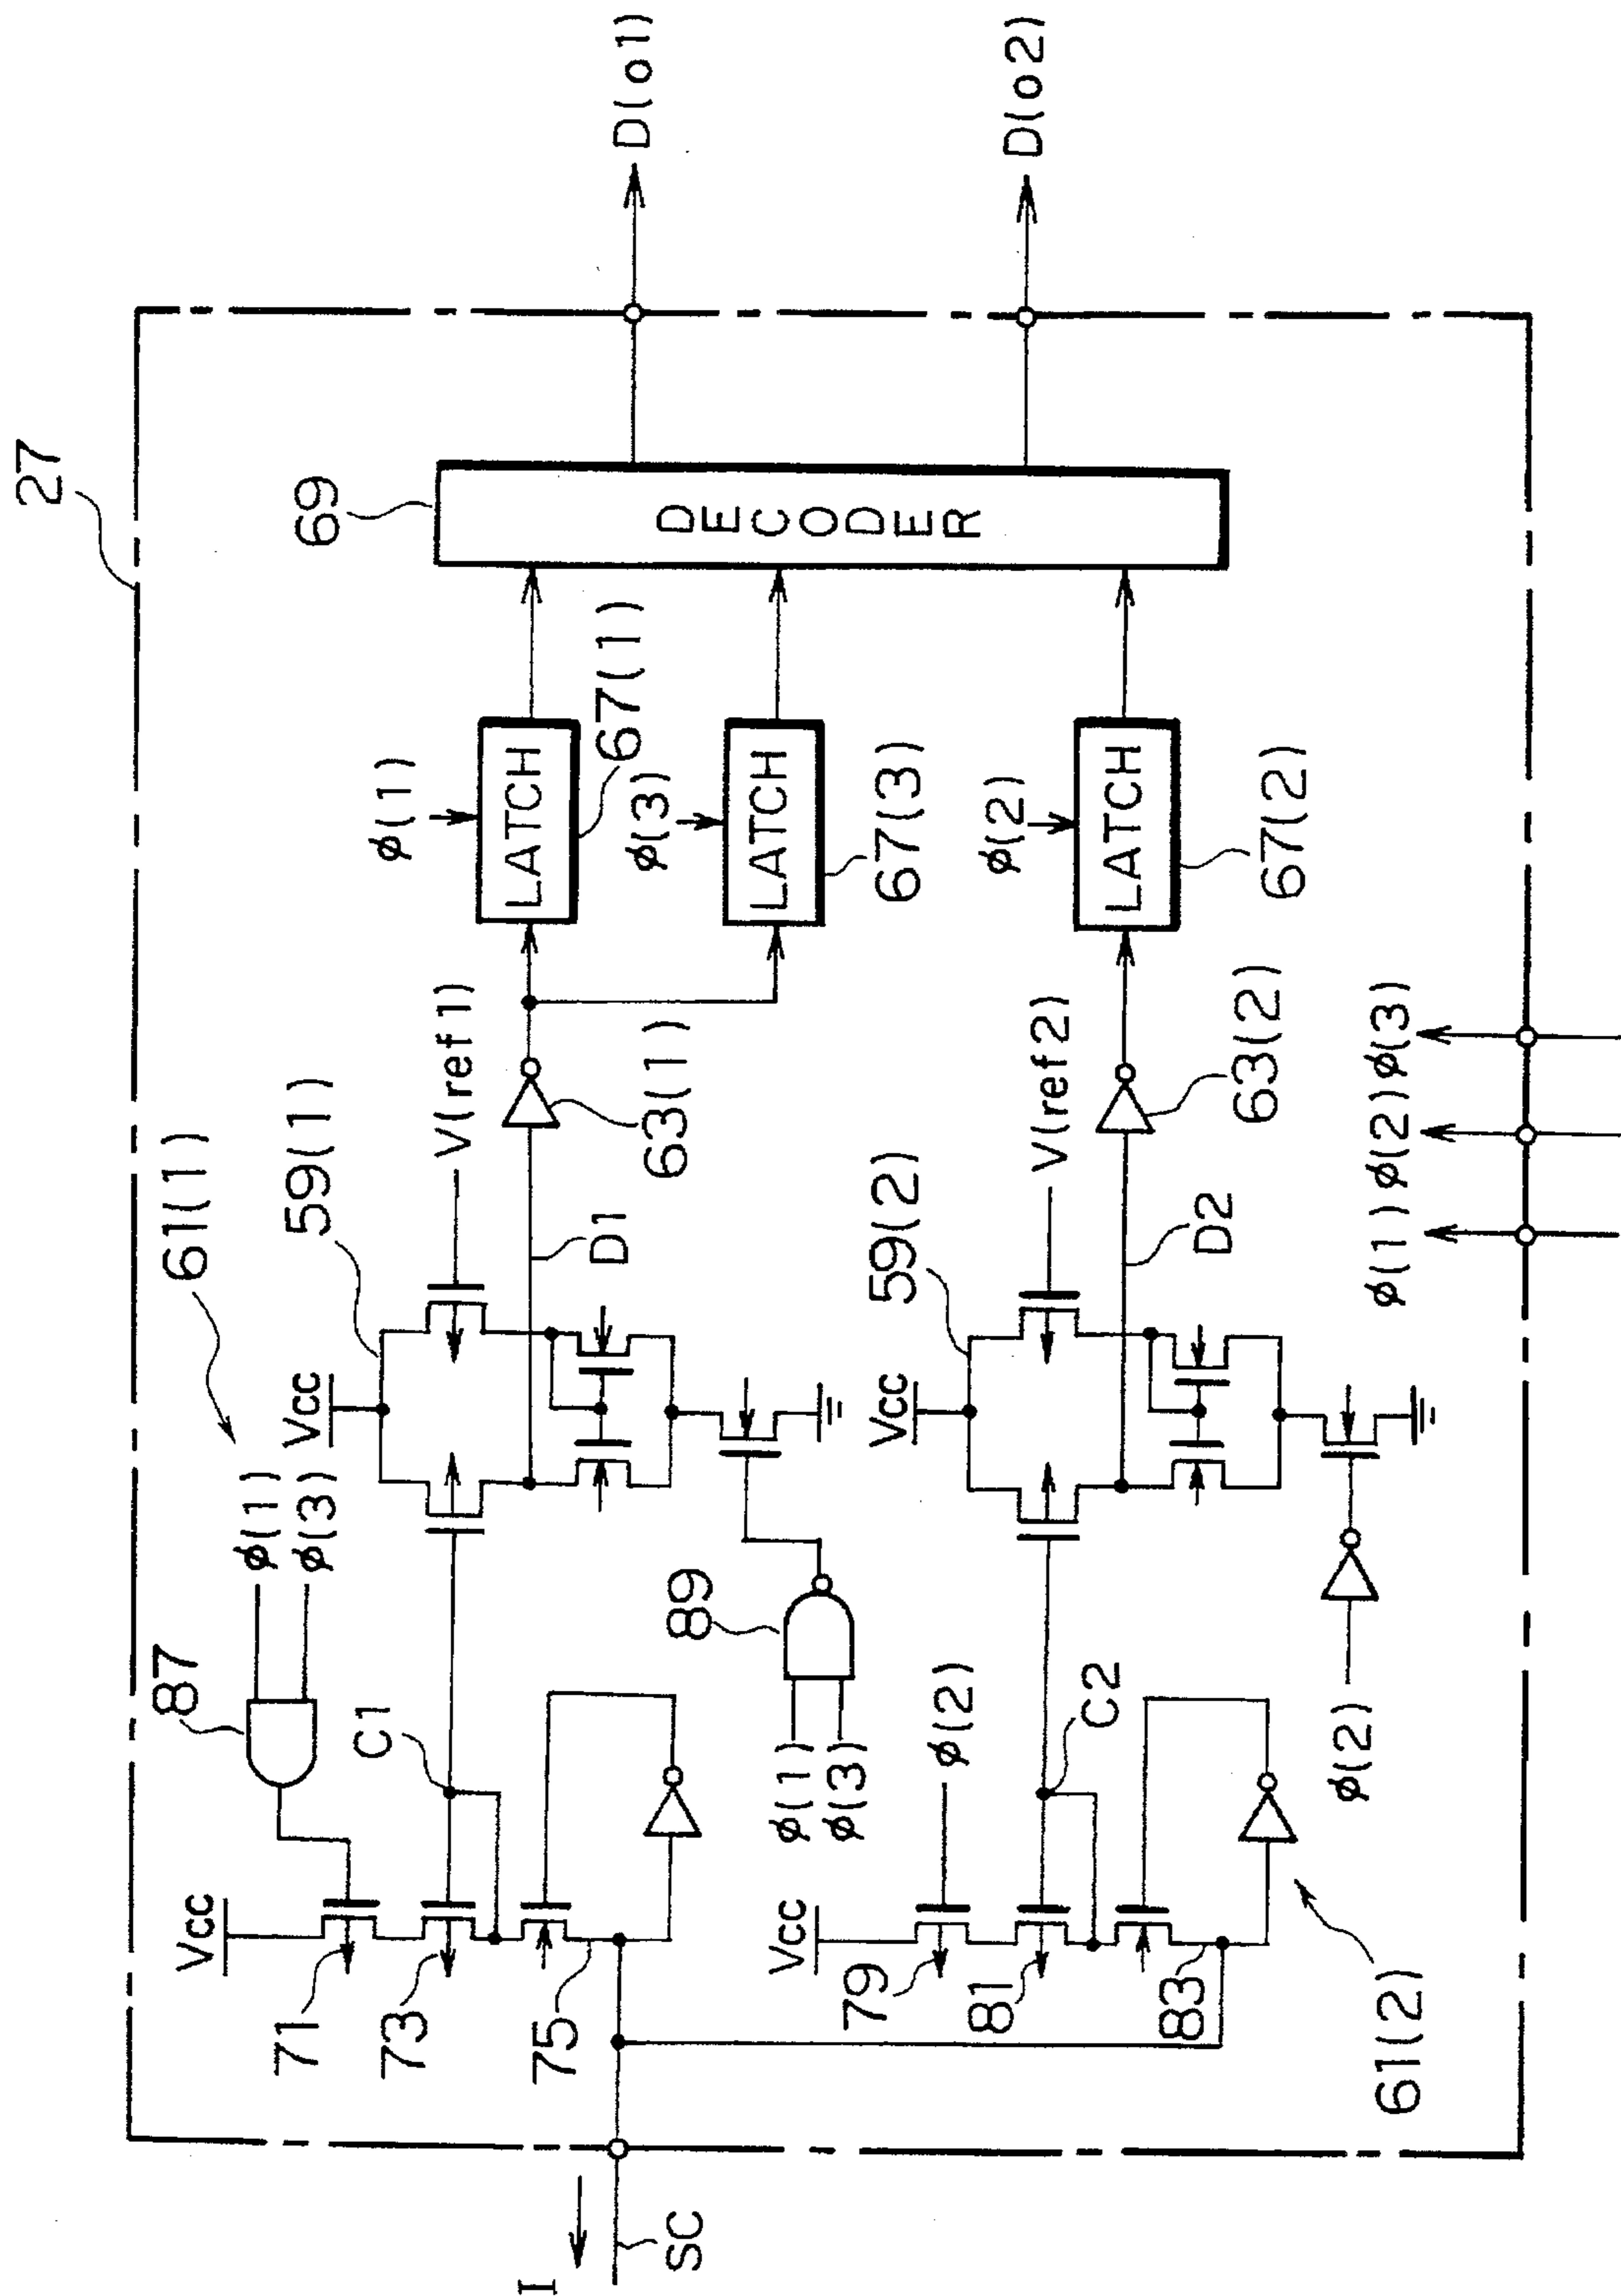 27
61(1)
59(1)
φ(1)
φ(3)
87
Vcc
Vcc
V(ref1)
φ(1)
LATCH
67(1)
69
DECODER
D(o1)
71
73
75
C1
D1
63(1)
φ(3)
LATCH
67(3)
89
φ(1)
φ(3)
I
SC
Vcc
φ(2)
79
81
83
C2
Vcc
59(2)
V(ref2)
D2
63(2)
φ(2)
LATCH
67(2)
D(o2)
61(2)
φ(2)
φ(1)
φ(2)
φ(3)